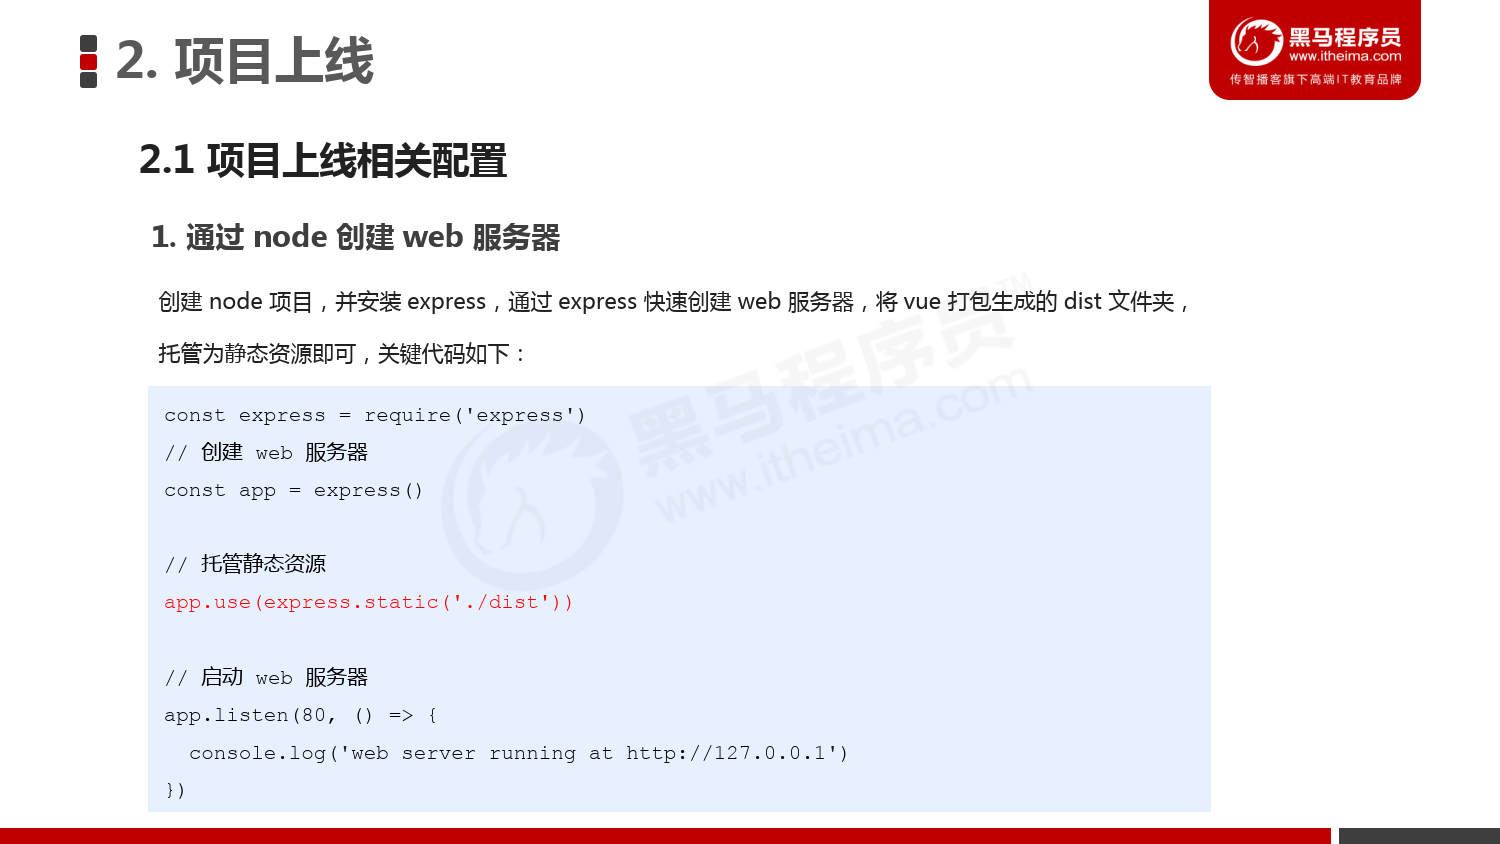 2. 项目上线
黑马程序员
www.itheima.com
传智播客旗下高端IT教育品牌
2.1 项目上线相关配置
1. 通过 node 创建 web 服务器
创建 node 项目，并安装 express，通过 express 快速创建 web 服务器，将 vue 打包生成的 dist 文件夹，
托管为静态资源即可，关键代码如下：
const express = require('express')
// 创建 web 服务器
const app = express()
// 托管静态资源
app.use(express.static('./dist'))
// 启动 web 服务器
app.listen(80, () => {
  console.log('web server running at http://127.0.0.1')
})
黑马程序员™
www.itheima.com